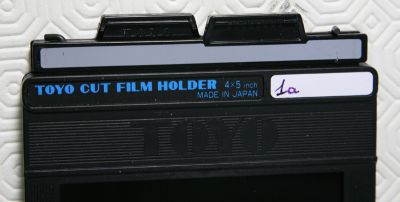 TOYO CUT FILM HOLDER 4×5 inch
MADE IN JAPAN
1a
TOYO